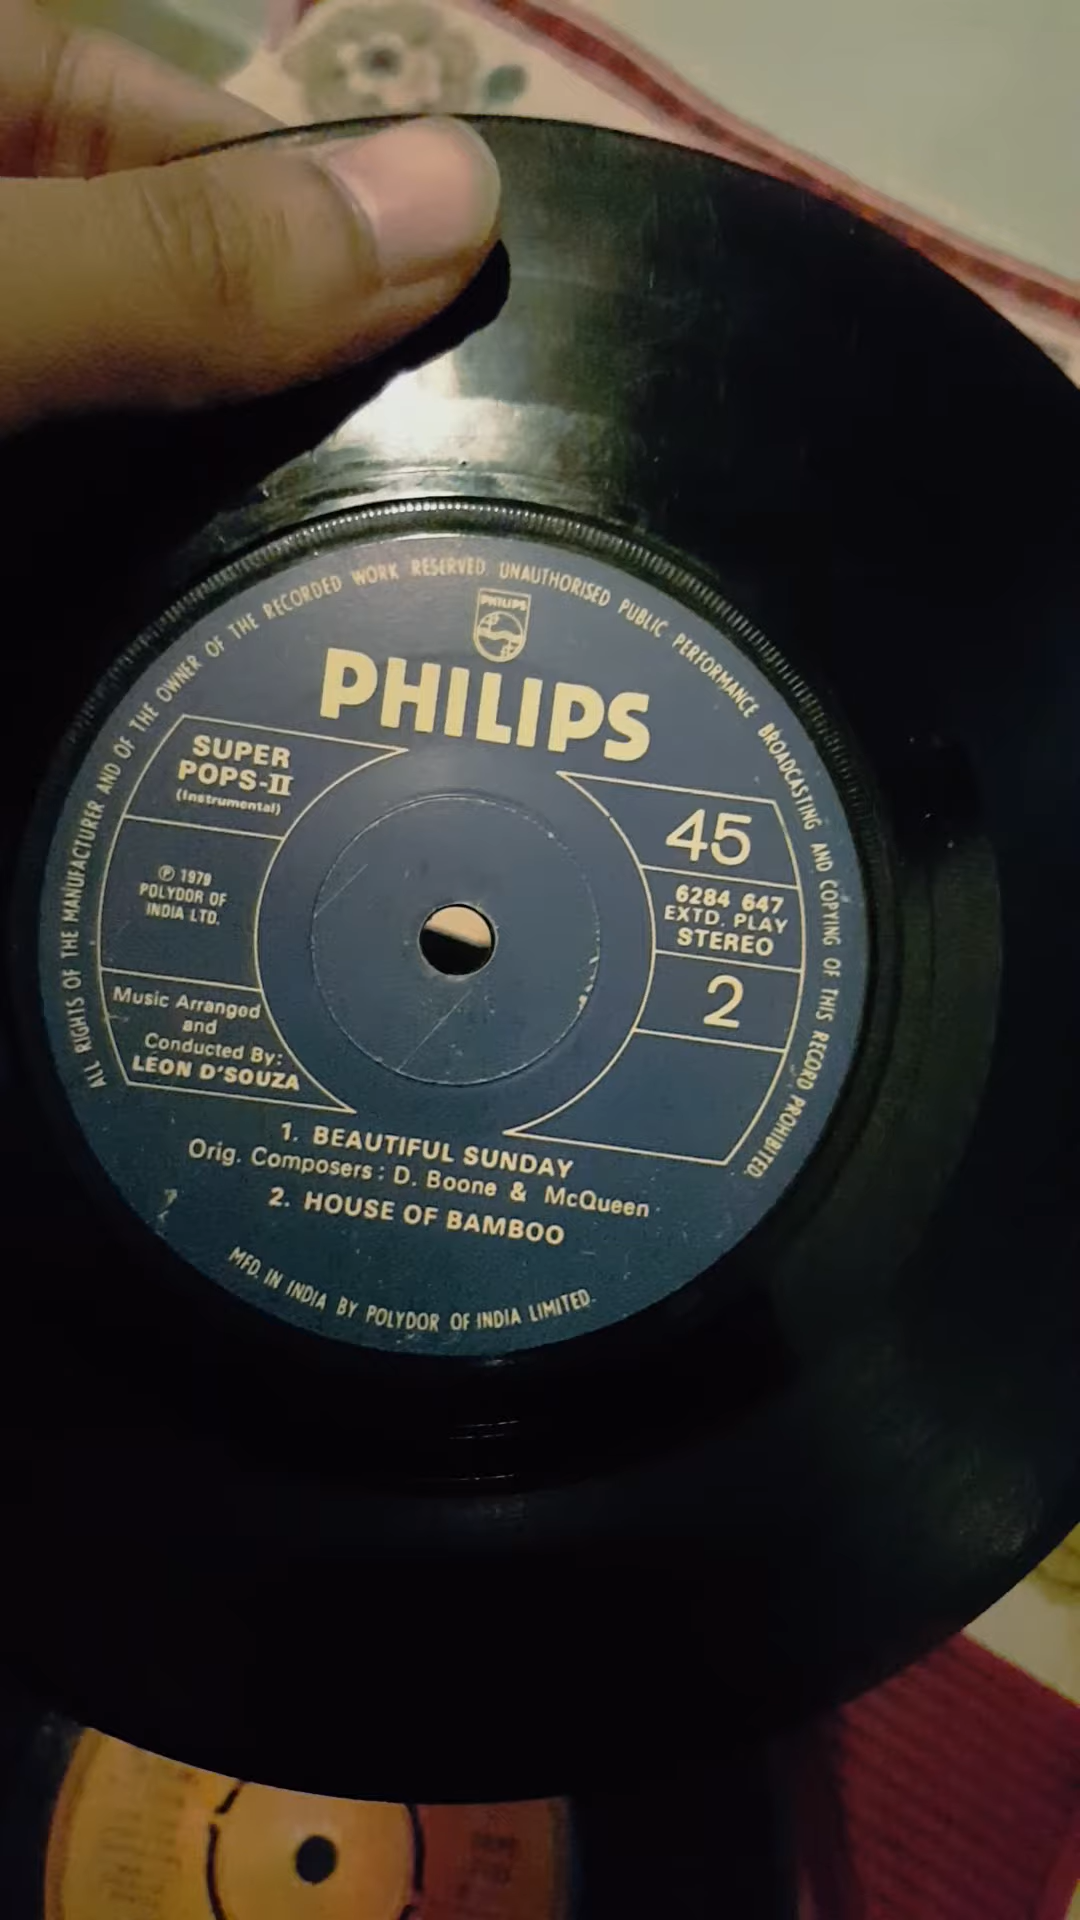 ALL RIGHTS OF THE MANUFACTURER AND OF THE OWNER OF THE RECORDED WORK RESERVED. UNAUTHORISED PUBLIC PERFORMANCE BROADCASTING AND COPYING OF THIS RECORD PROHIBITED.
PHILIPS
PHILIPS
SUPER
POPS-II
(Instrumental)
℗ 1979
POLYDOR OF
INDIA LTD.
Music Arranged
and
Conducted By:
LEON D'SOUZA
45
6284 647
EXTD. PLAY
STEREO
2
1. BEAUTIFUL SUNDAY
Orig. Composers: D. Boone & McQueen
2. HOUSE OF BAMBOO
MFD. IN INDIA BY POLYDOR OF INDIA LIMITED.